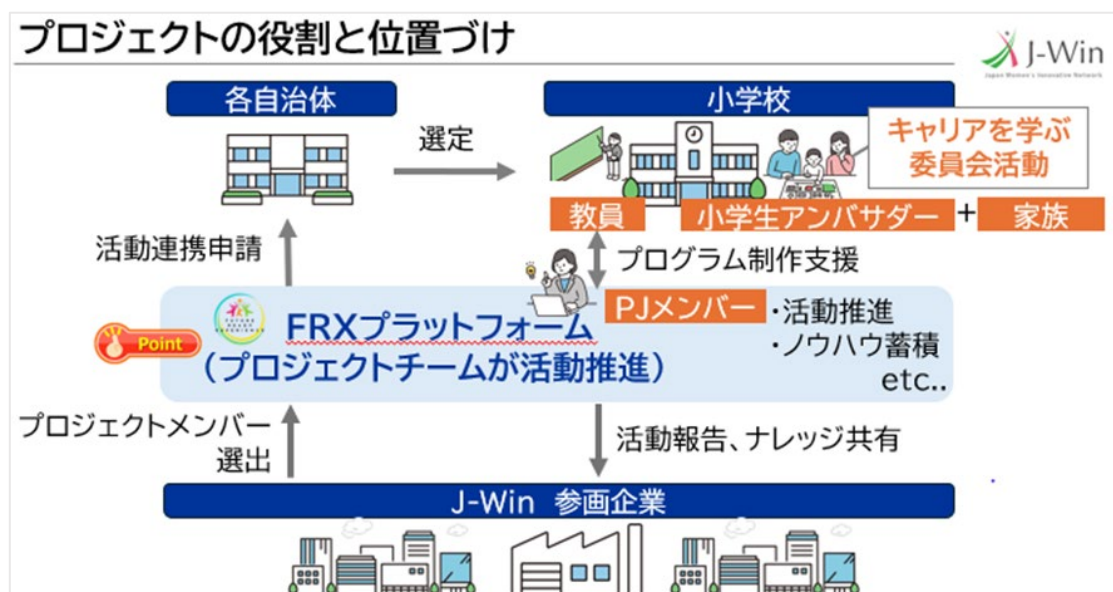 プロジェクトの役割と位置づけ
J-Win
Japan Women's Innovative Network
各自治体
小学校
選定
キャリアを学ぶ
委員会活動
教員
小学生アンバサダー
+
家族
活動連携申請
プログラム制作支援
Point
FUTURE
READY
EXPERIENCE
FRXプラットフォーム
（プロジェクトチームが活動推進）
PJメンバー
・活動推進
・ノウハウ蓄積
etc..
プロジェクトメンバー
選出
活動報告、ナレッジ共有
J-Win 参画企業